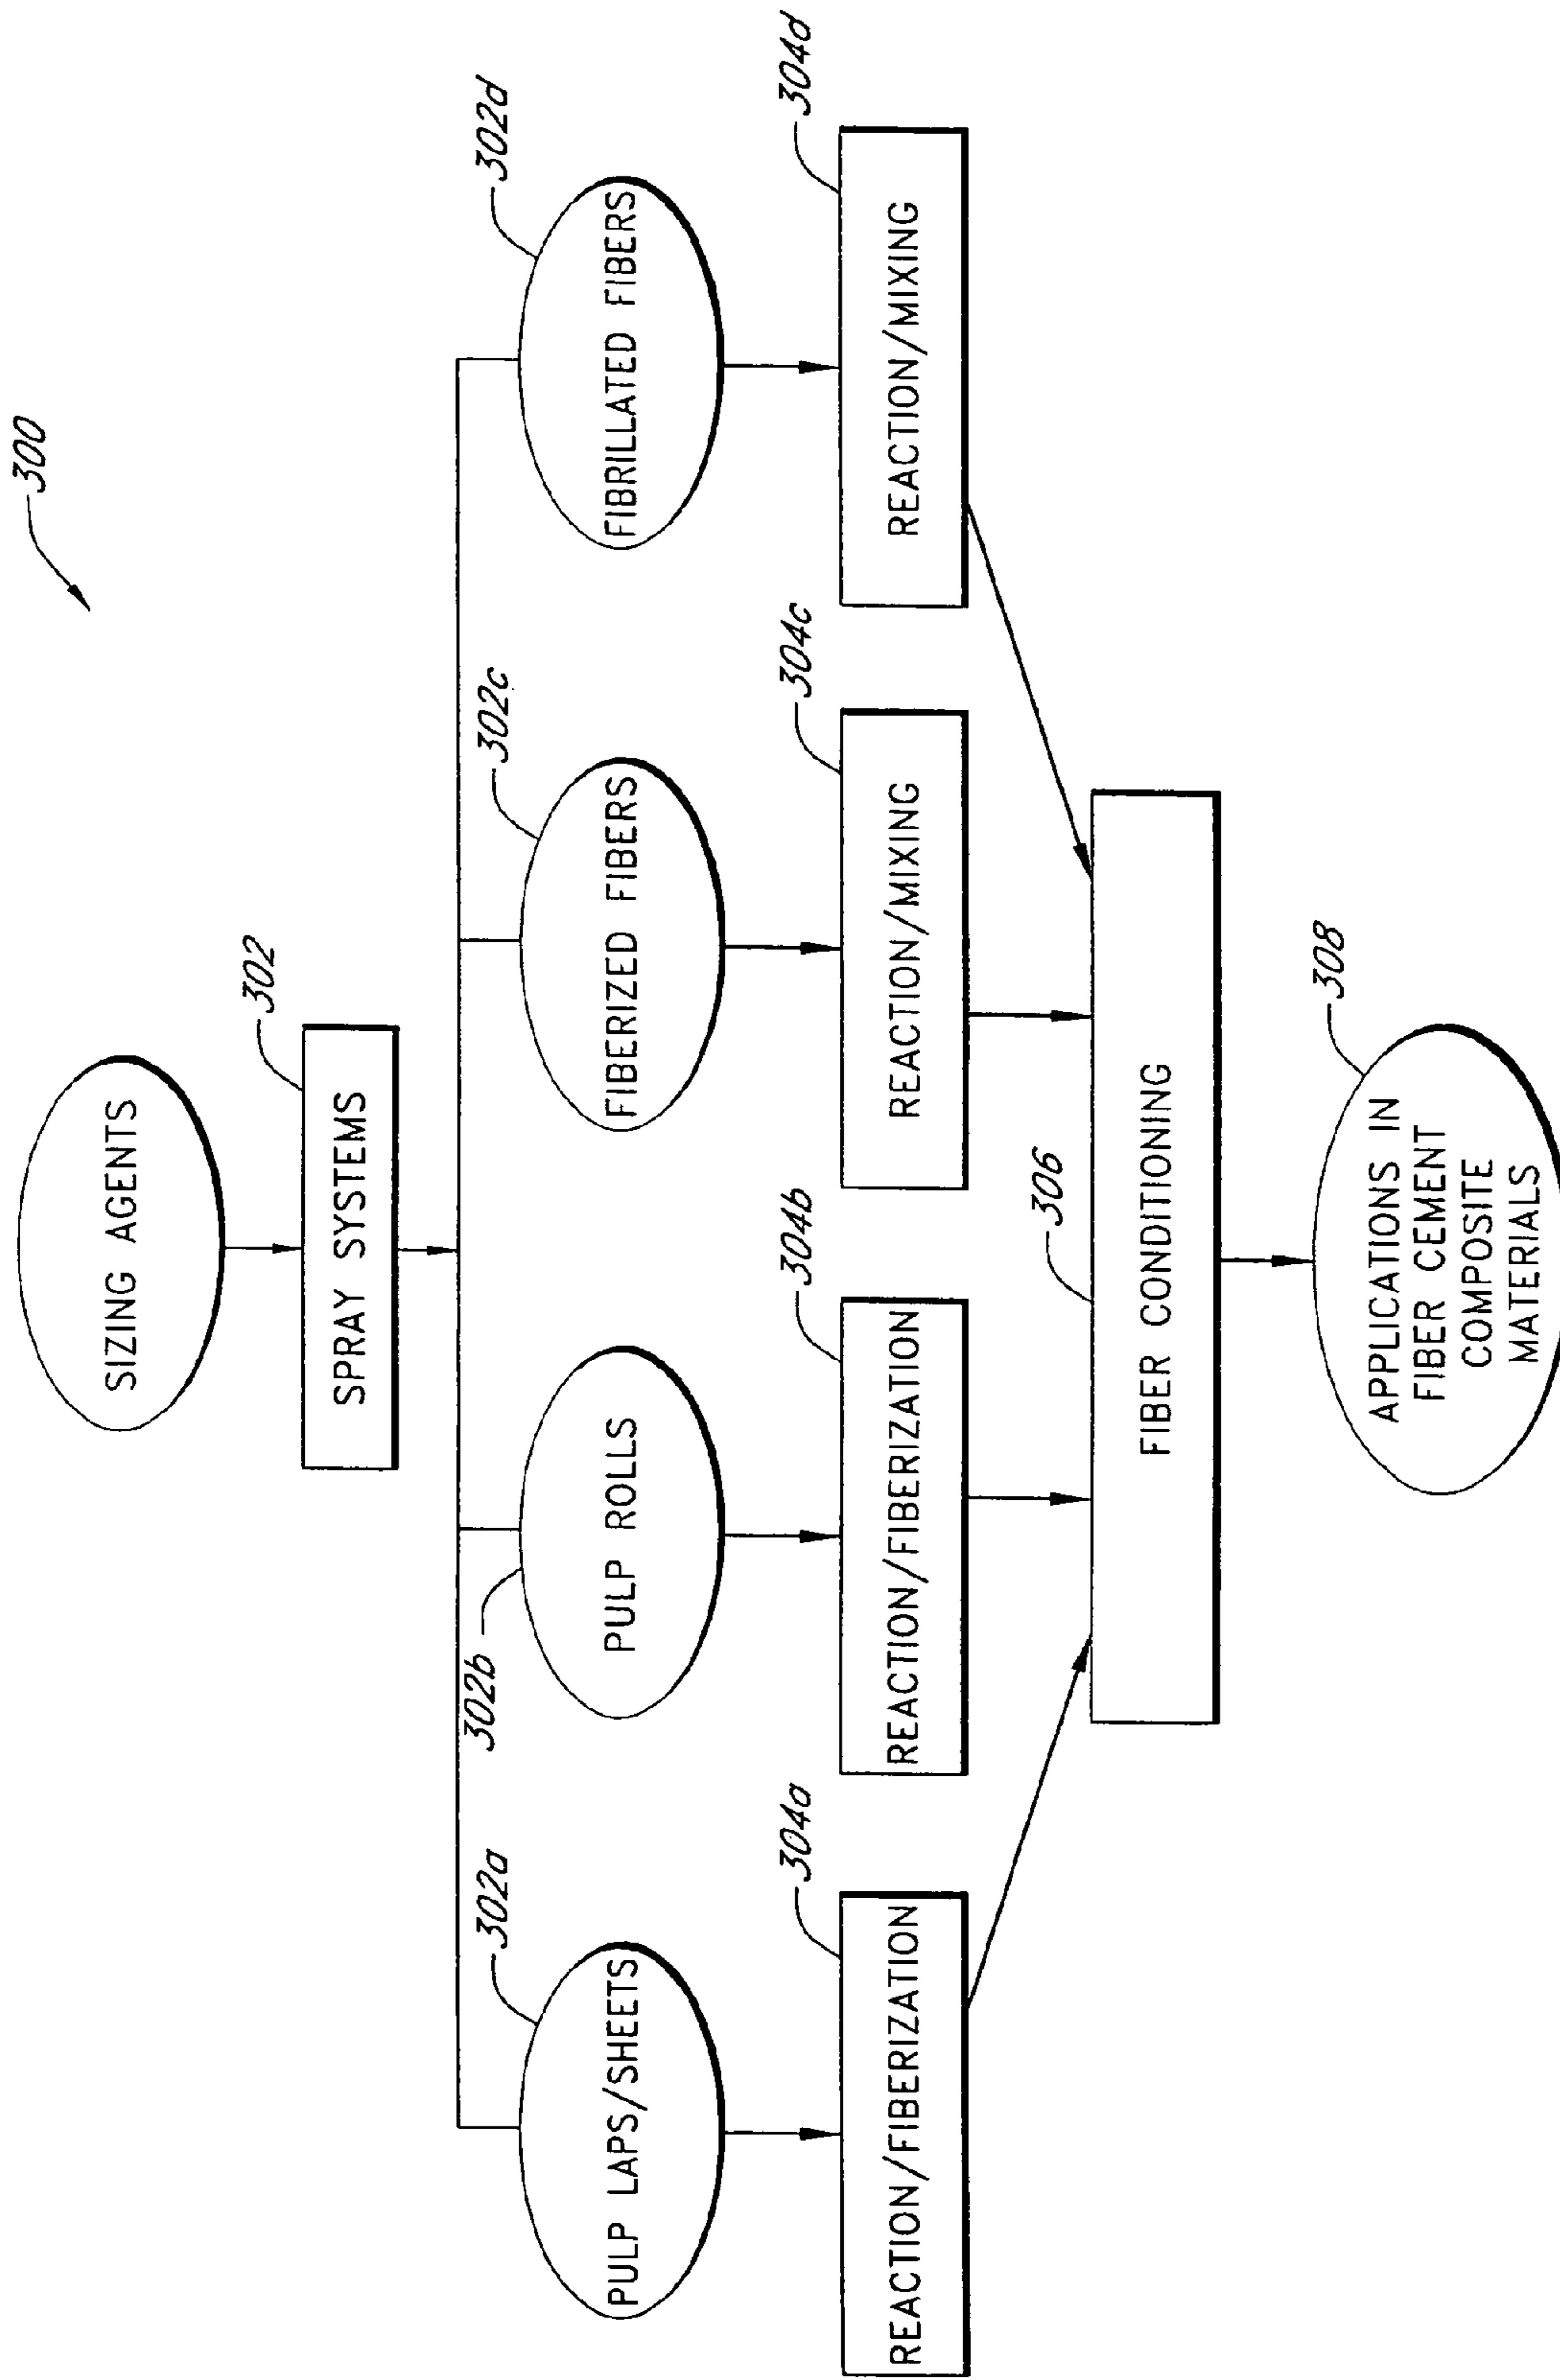 300
SIZING AGENTS
302
SPRAY SYSTEMS
302a
302b
302c
302d
PULP LAPS/SHEETS
PULP ROLLS
FIBERIZED FIBERS
FIBRILLATED FIBERS
304a
304b
304c
304d
REACTION/FIBERIZATION
REACTION/FIBERIZATION
REACTION/MIXING
REACTION/MIXING
306
FIBER CONDITIONING
308
APPLICATIONS IN
FIBER CEMENT
COMPOSITE
MATERIALS